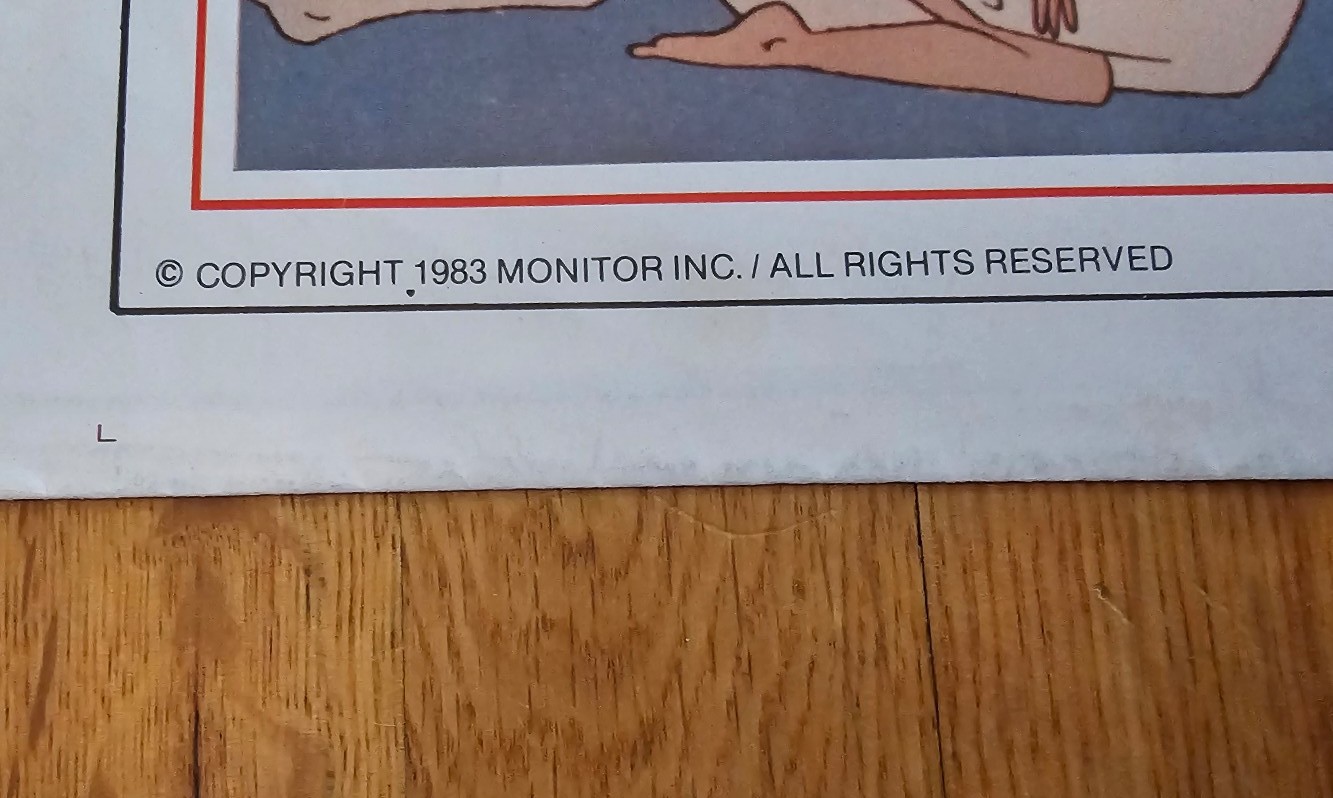 © COPYRIGHT 1983 MONITOR INC. / ALL RIGHTS RESERVED